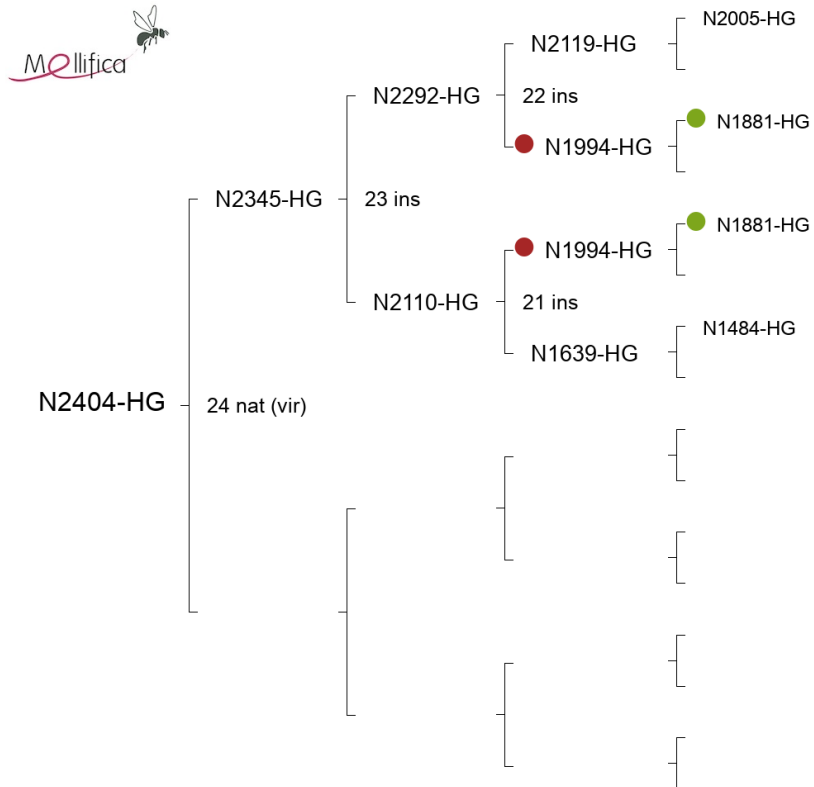 Mellifica
N2005-HG
N2119-HG
N2292-HG
22 ins
N1881-HG
N1994-HG
N2345-HG
23 ins
N1881-HG
N1994-HG
N2110-HG
21 ins
N1484-HG
N1639-HG
N2404-HG
24 nat (vir)